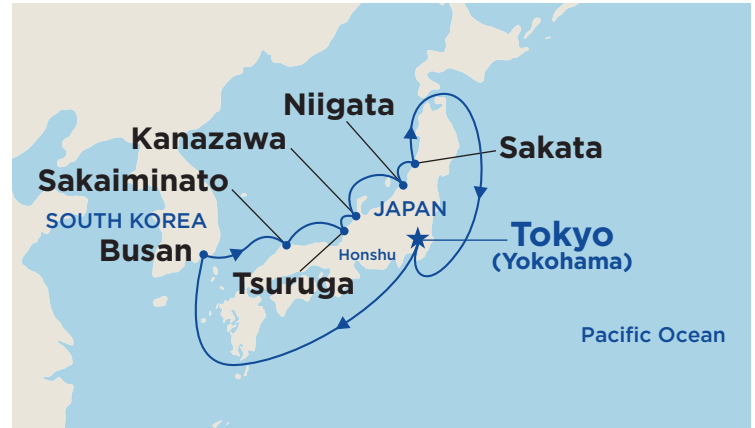 Niigata
Kanazawa
Sakata
Sakaiminato
SOUTH KOREA
JAPAN
Busan
Tokyo
(Yokohama)
Honshu
Tsuruga
Pacific Ocean